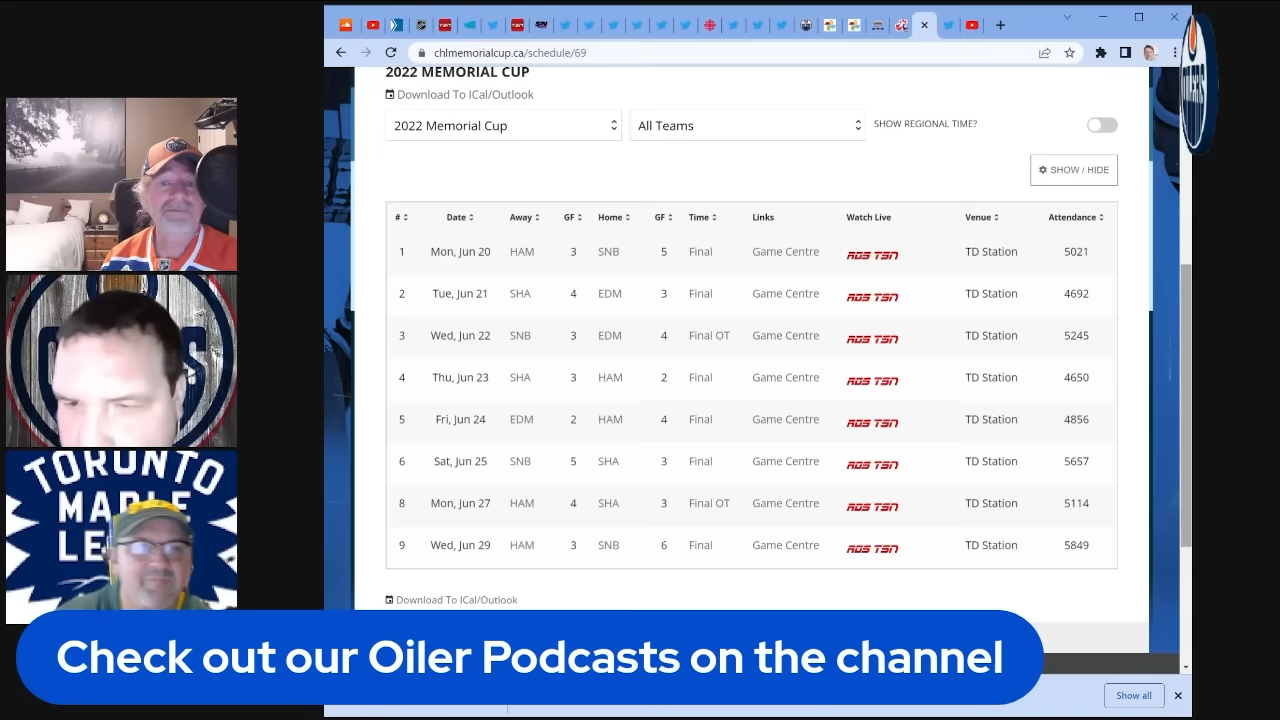 chlmemorialcup.ca/schedule/69
2022 MEMORIAL CUP
Download To ICal/Outlook
2022 Memorial Cup All Teams SHOW REGIONAL TIME?
SHOW / HIDE
# Date Away GF Home GF Time Links Watch Live Venue Attendance
1 Mon, Jun 20 HAM 3 SNB 5 Final Game Centre RDS TSN TD Station 5021
2 Tue, Jun 21 SHA 4 EDM 3 Final Game Centre RDS TSN TD Station 4692
3 Wed, Jun 22 SNB 3 EDM 4 Final OT Game Centre RDS TSN TD Station 5245
4 Thu, Jun 23 SHA 3 HAM 2 Final Game Centre RDS TSN TD Station 4650
5 Fri, Jun 24 EDM 2 HAM 4 Final Game Centre RDS TSN TD Station 4856
6 Sat, Jun 25 SNB 5 SHA 3 Final Game Centre RDS TSN TD Station 5657
8 Mon, Jun 27 HAM 4 SHA 3 Final OT Game Centre RDS TSN TD Station 5114
9 Wed, Jun 29 HAM 3 SNB 6 Final Game Centre RDS TSN TD Station 5849
Download To ICal/Outlook
TORONTO
MAPLE
Check out our Oiler Podcasts on the channel
Show all
OILERS